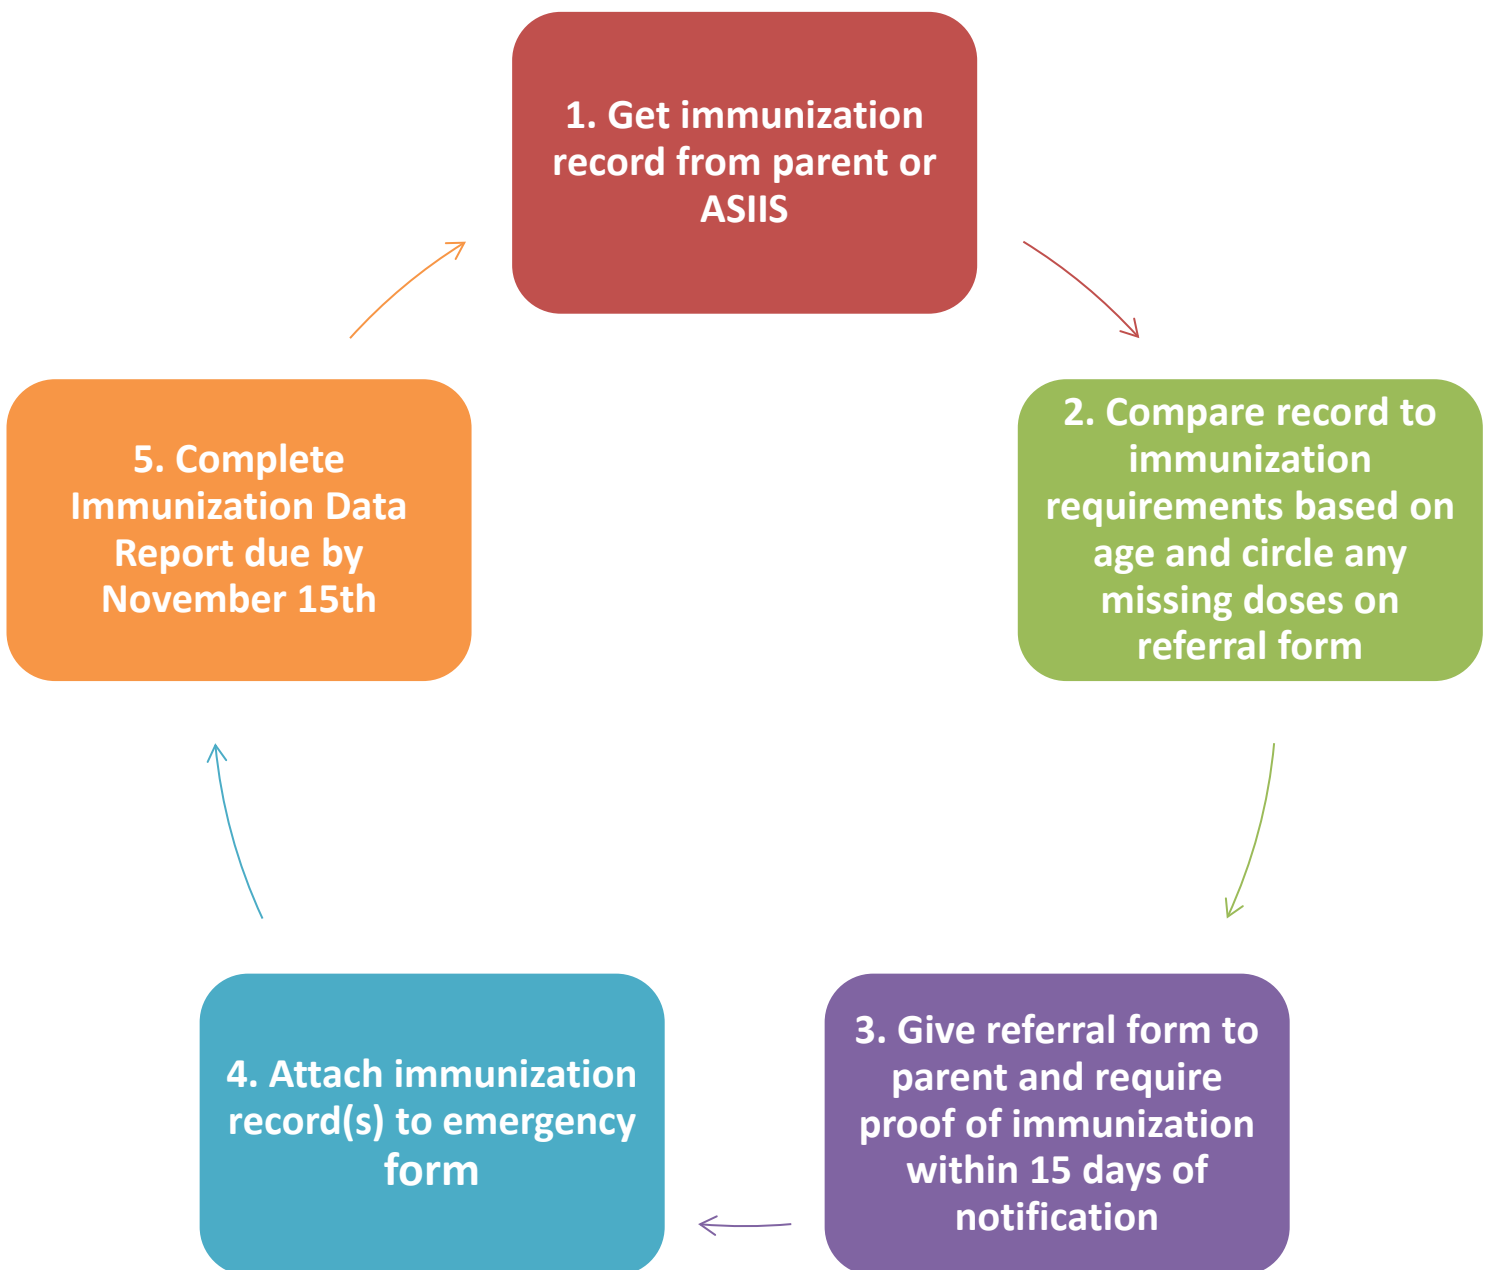 1. Get immunization
record from parent or
ASIIS
2. Compare record to
immunization
requirements based on
age and circle any
missing doses on
referral form
3. Give referral form to
parent and require
proof of immunization
within 15 days of
notification
4. Attach immunization
record(s) to emergency
form
5. Complete
Immunization Data
Report due by
November 15th